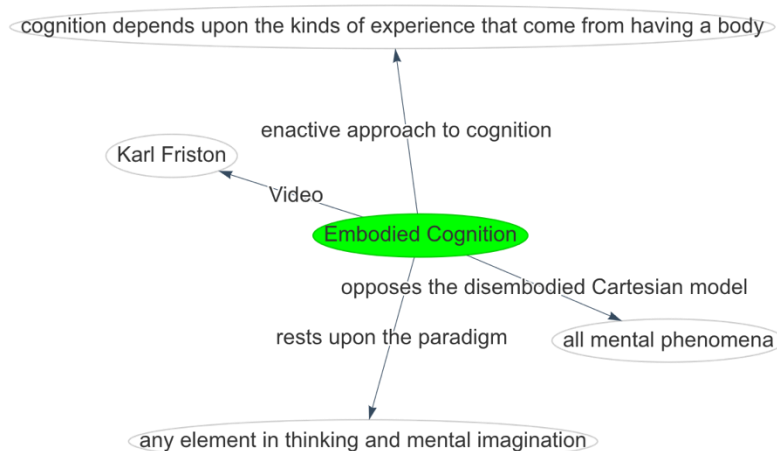 cognition depends upon the kinds of experience that come from having a body
enactive approach to cognition
Karl Friston
Video
Embodied Cognition
opposes the disembodied Cartesian model
rests upon the paradigm
all mental phenomena
any element in thinking and mental imagination